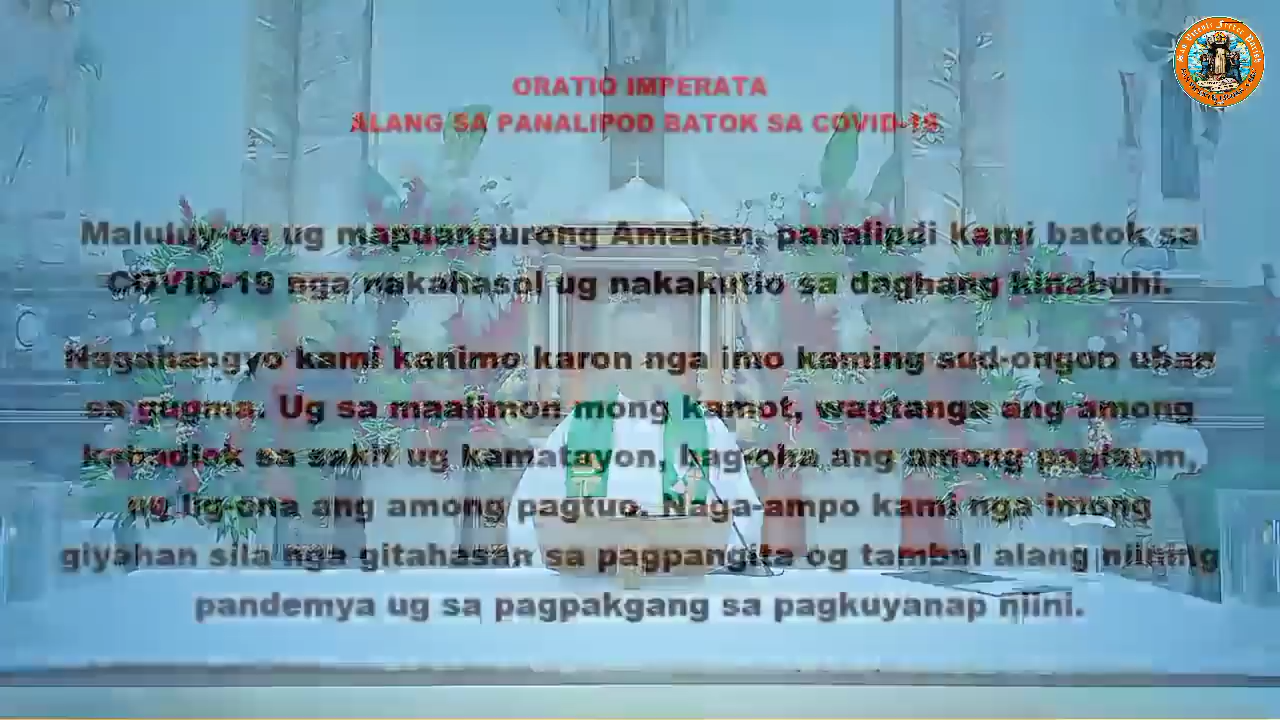 ORATIO IMPERATA
ALANG SA PANALIPOD BATOK SA COVID-19
Maluluy-on ug mapuangurong Amahan, panalipdi kami batok sa
COVID-19 nga nakahasol ug nakakutlo sa daghang kinabuhi.
Nagahangyo kami kanimo karon nga imo kaming sud-ongon uban
sa gugma. Ug sa maalimon mong kamot, wagtanga ang among
kahadlok sa sakit ug kamatayon, bag-oha ang among paglaom,
ug lig-ona ang among pagtuo. Naga-ampo kami nga imong
giyahan sila nga gitahasan sa pagpangita og tambal alang niining
pandemya ug sa pagpakgang sa pagkuyanap niini.